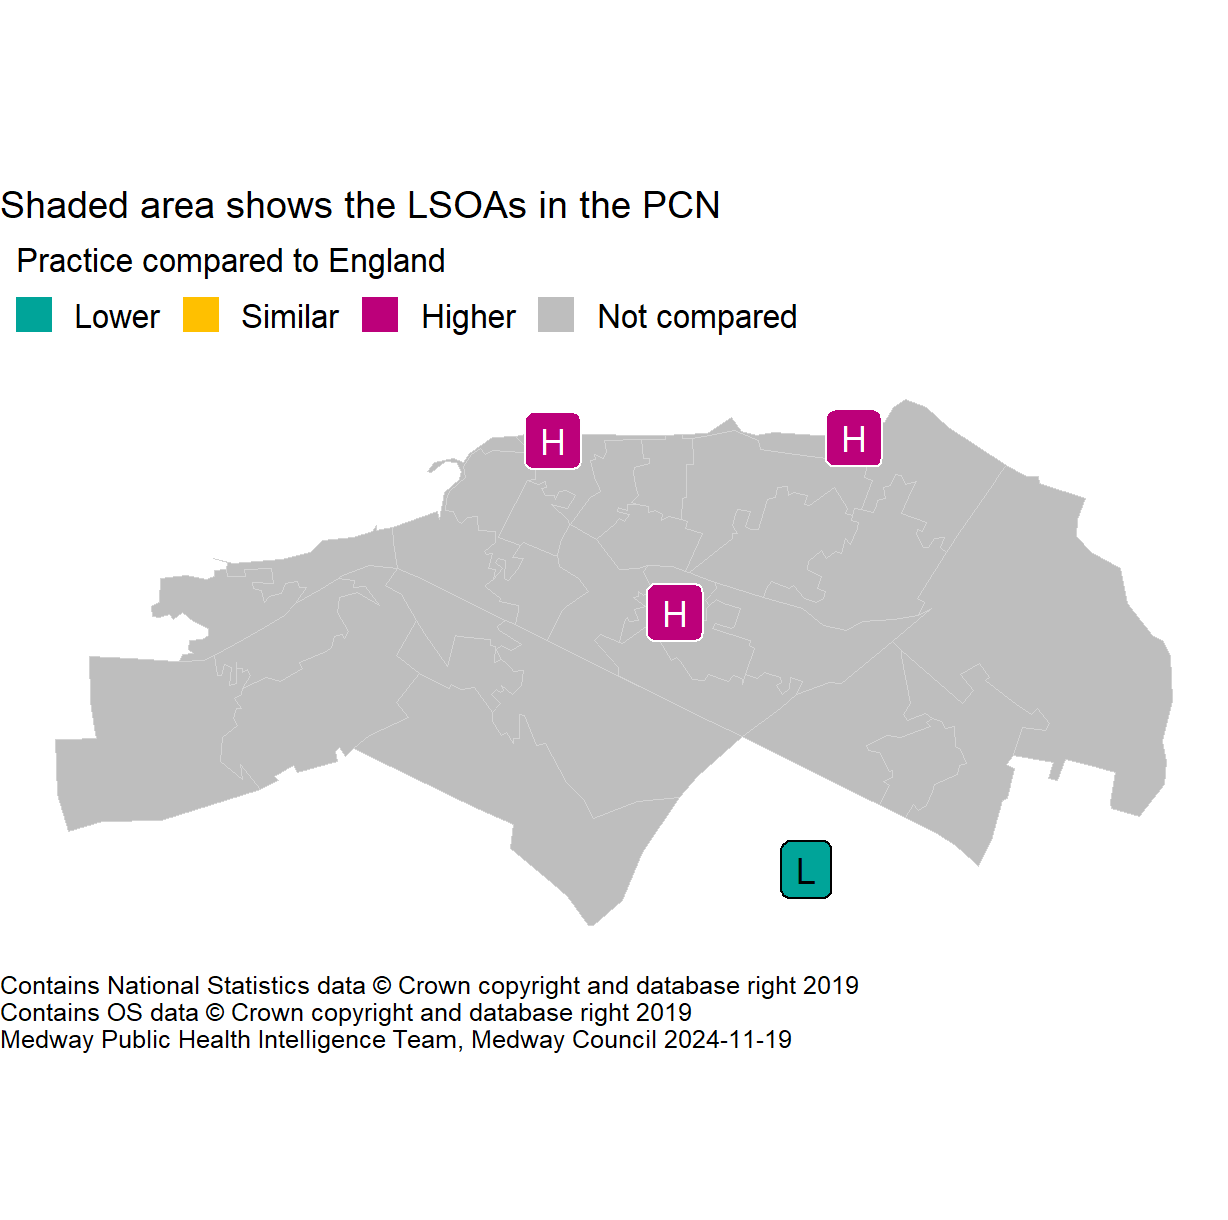 Shaded area shows the LSOAs in the PCN
Practice compared to England
Lower Similar Higher Not compared
H H
H
L
Contains National Statistics data © Crown copyright and database right 2019
Contains OS data © Crown copyright and database right 2019
Medway Public Health Intelligence Team, Medway Council 2024-11-19